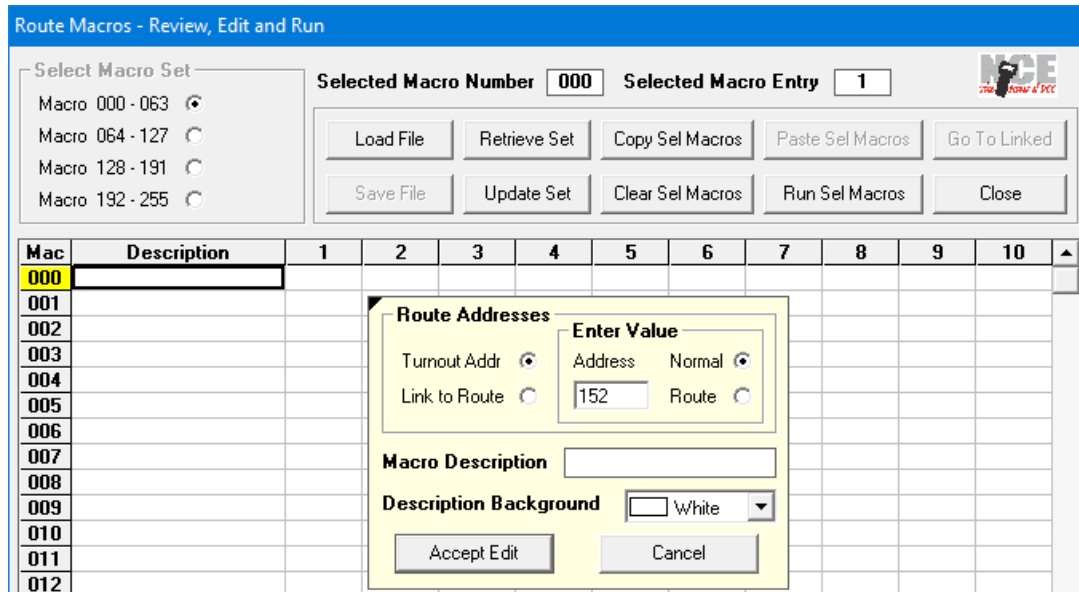 Route Macros - Review, Edit and Run
Select Macro Set
Macro 000 - 063
Macro 064 - 127
Macro 128 - 191
Macro 192 - 255
Selected Macro Number 000 Selected Macro Entry 1
NCE
Load File Retrieve Set Copy Sel Macros Paste Sel Macros Go To Linked
Save File Update Set Clear Sel Macros Run Sel Macros Close
Mac Description 1 2 3 4 5 6 7 8 9 10
000
001
002
003
004
005
006
007
008
009
010
011
012
Route Addresses
Enter Value
Turnout Addr Address Normal
Link to Route 152 Route
Macro Description
Description Background White
Accept Edit Cancel